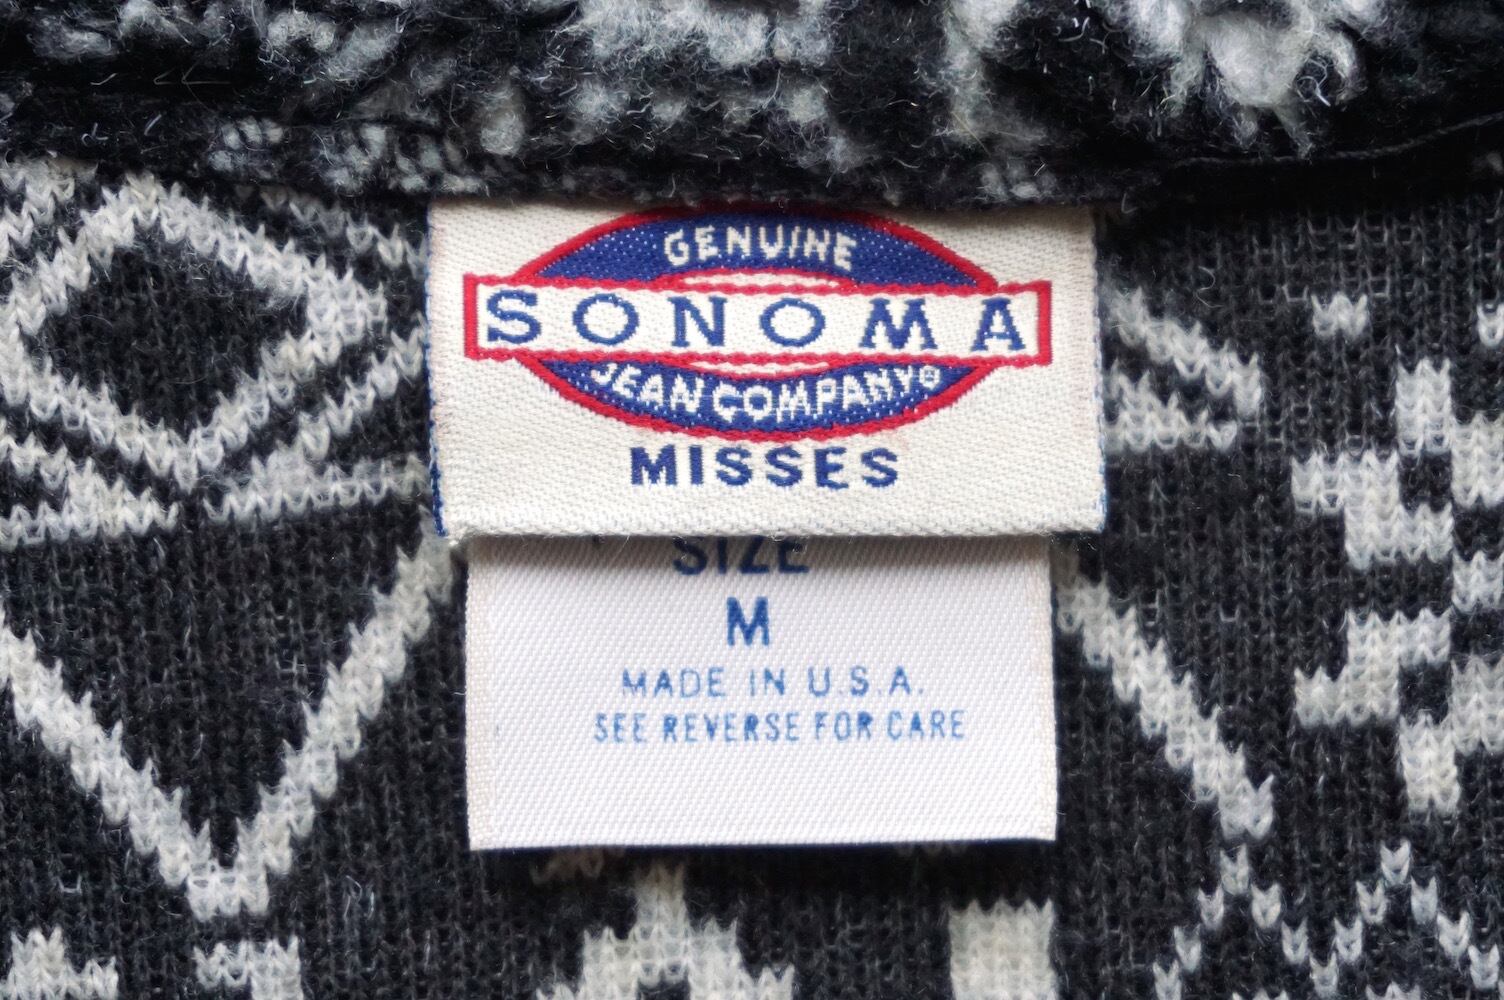 GENUINE
SONOMA
JEAN COMPANY®
MISSES
SIZE
M
MADE IN U.S.A.
SEE REVERSE FOR CARE